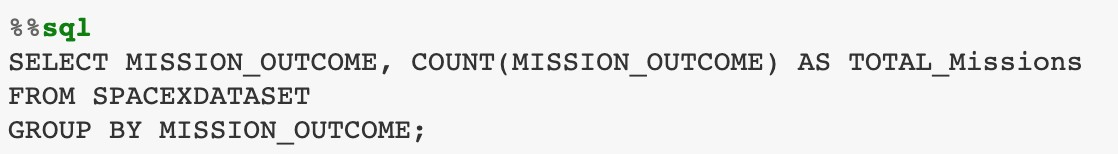 %%sql
SELECT MISSION_OUTCOME, COUNT(MISSION_OUTCOME) AS TOTAL_Missions
FROM SPACEXDATASET
GROUP BY MISSION_OUTCOME;